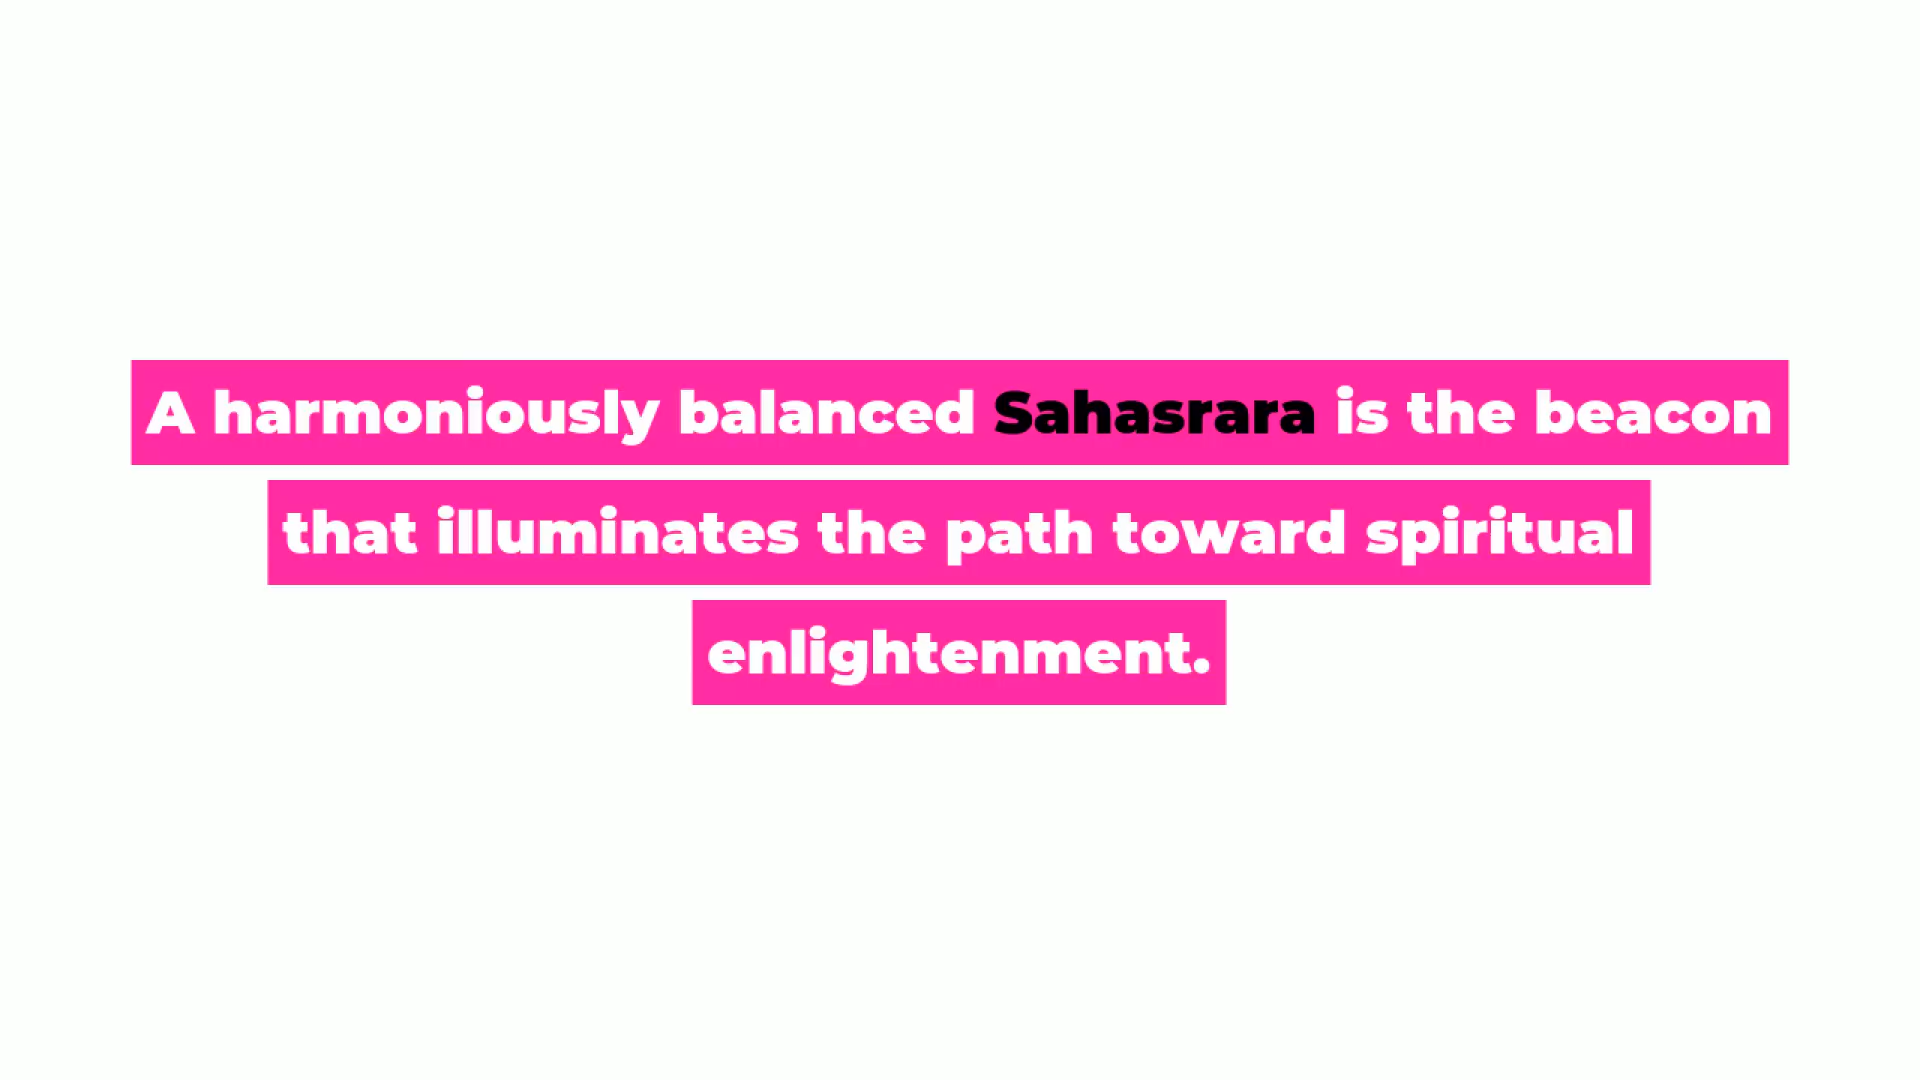 A harmoniously balanced Sahasrara is the beacon
that illuminates the path toward spiritual
enlightenment.